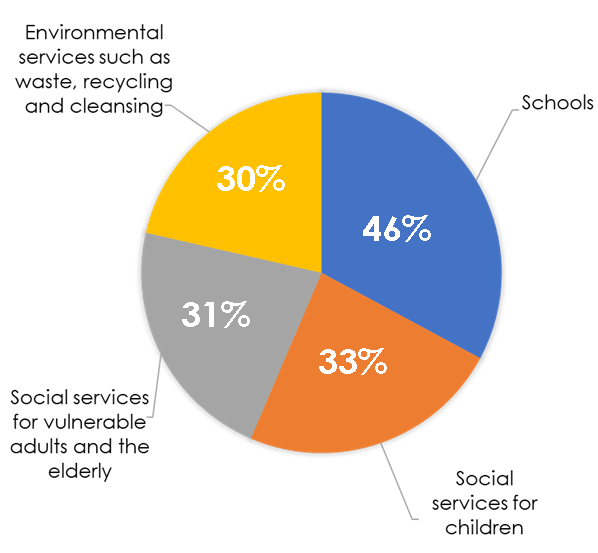 Environmental
services such as
waste, recycling
and cleansing
Schools
30%
46%
31%
33%
Social services
for vulnerable
adults and the
elderly
Social
services for
children